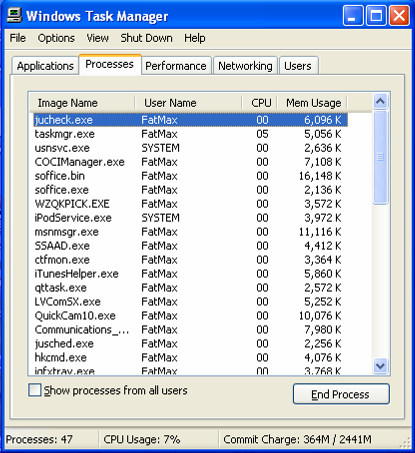 Windows Task Manager
File Options View Shut Down Help
Applications Processes Performance Networking Users
Image Name User Name CPU Mem Usage
jucheck.exe FatMax 00 6,096 K
taskmgr.exe FatMax 05 5,056 K
usnsvc.exe SYSTEM 00 2,636 K
COCIManager.exe FatMax 00 7,108 K
soffice.bin FatMax 00 16,148 K
soffice.exe FatMax 00 2,136 K
WZQKPICK.EXE FatMax 00 3,572 K
iPodService.exe SYSTEM 00 3,972 K
msnmsgr.exe FatMax 00 11,116 K
SSAAD.exe FatMax 00 4,412 K
ctfmon.exe FatMax 00 3,364 K
iTunesHelper.exe FatMax 00 5,860 K
qttask.exe FatMax 00 2,572 K
LVComSX.exe FatMax 00 5,252 K
QuickCam10.exe FatMax 00 10,076 K
Communications_... FatMax 00 7,980 K
jusched.exe FatMax 00 2,256 K
hkcmd.exe FatMax 00 4,076 K
igfxtray.exe FatMax 00 3,768 K
Show processes from all users
End Process
Processes: 47 CPU Usage: 7% Commit Charge: 364M / 2441M